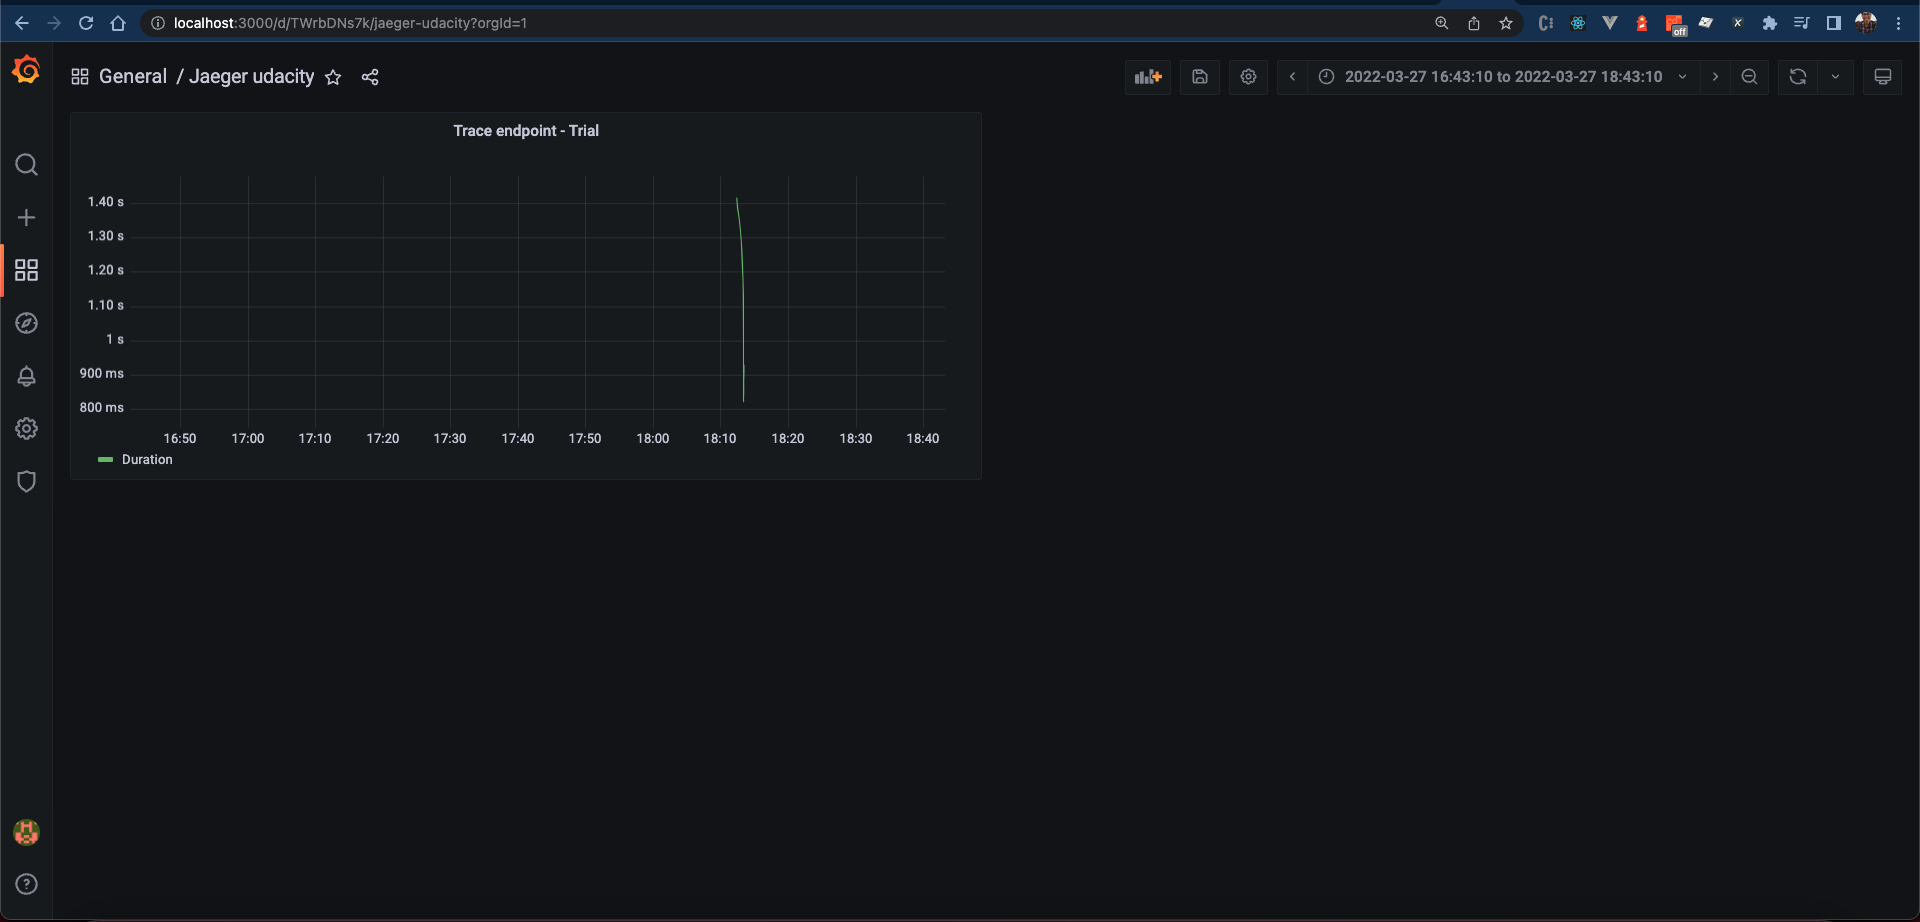 localhost:3000/d/TWrbDNs7k/jaeger-udacity?orgId=1
off
General / Jaeger udacity
2022-03-27 16:43:10 to 2022-03-27 18:43:10
Trace endpoint - Trial
1.40 s
1.30 s
1.20 s
1.10 s
1 s
900 ms
800 ms
16:50 17:00 17:10 17:20 17:30 17:40 17:50 18:00 18:10 18:20 18:30 18:40
Duration